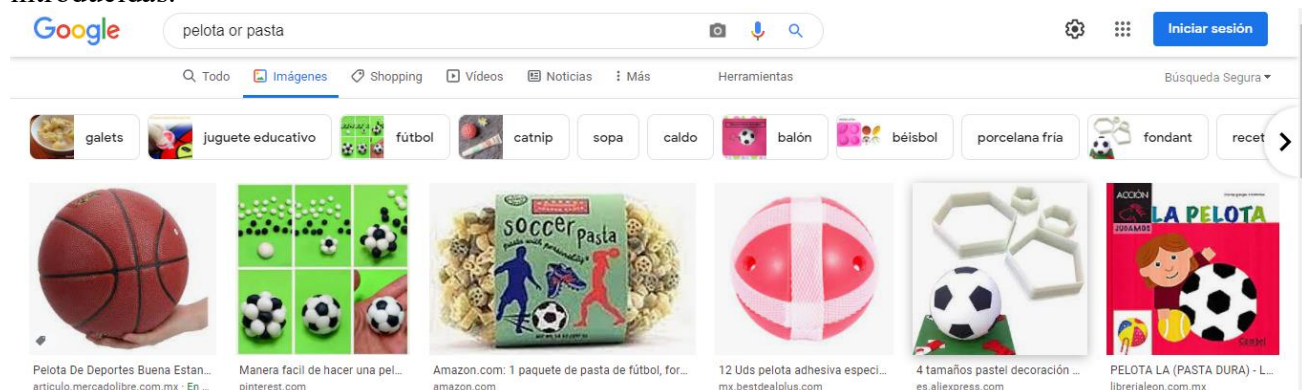 introducidas.
Google pelota or pasta Iniciar sesión
Todo Imágenes Shopping Vídeos Noticias Más Herramientas Búsqueda Segura
galets juguete educativo fútbol catnip sopa caldo balón béisbol porcelana fría fondant recet
soccer
pasta
pasta with personality!
ACCIÓN
JUGAMOS
LA PELOTA
Pelota De Deportes Buena Estan... Manera facil de hacer una pel... Amazon.com: 1 paquete de pasta de fútbol, for... 12 Uds pelota adhesiva especi... 4 tamaños pastel decoración ... PELOTA LA (PASTA DURA) - L...
articulo.mercadolibre.com.mx · En ... pinterest.com amazon.com mx.bestdealplus.com es.aliexpress.com librerialeon.com.mx